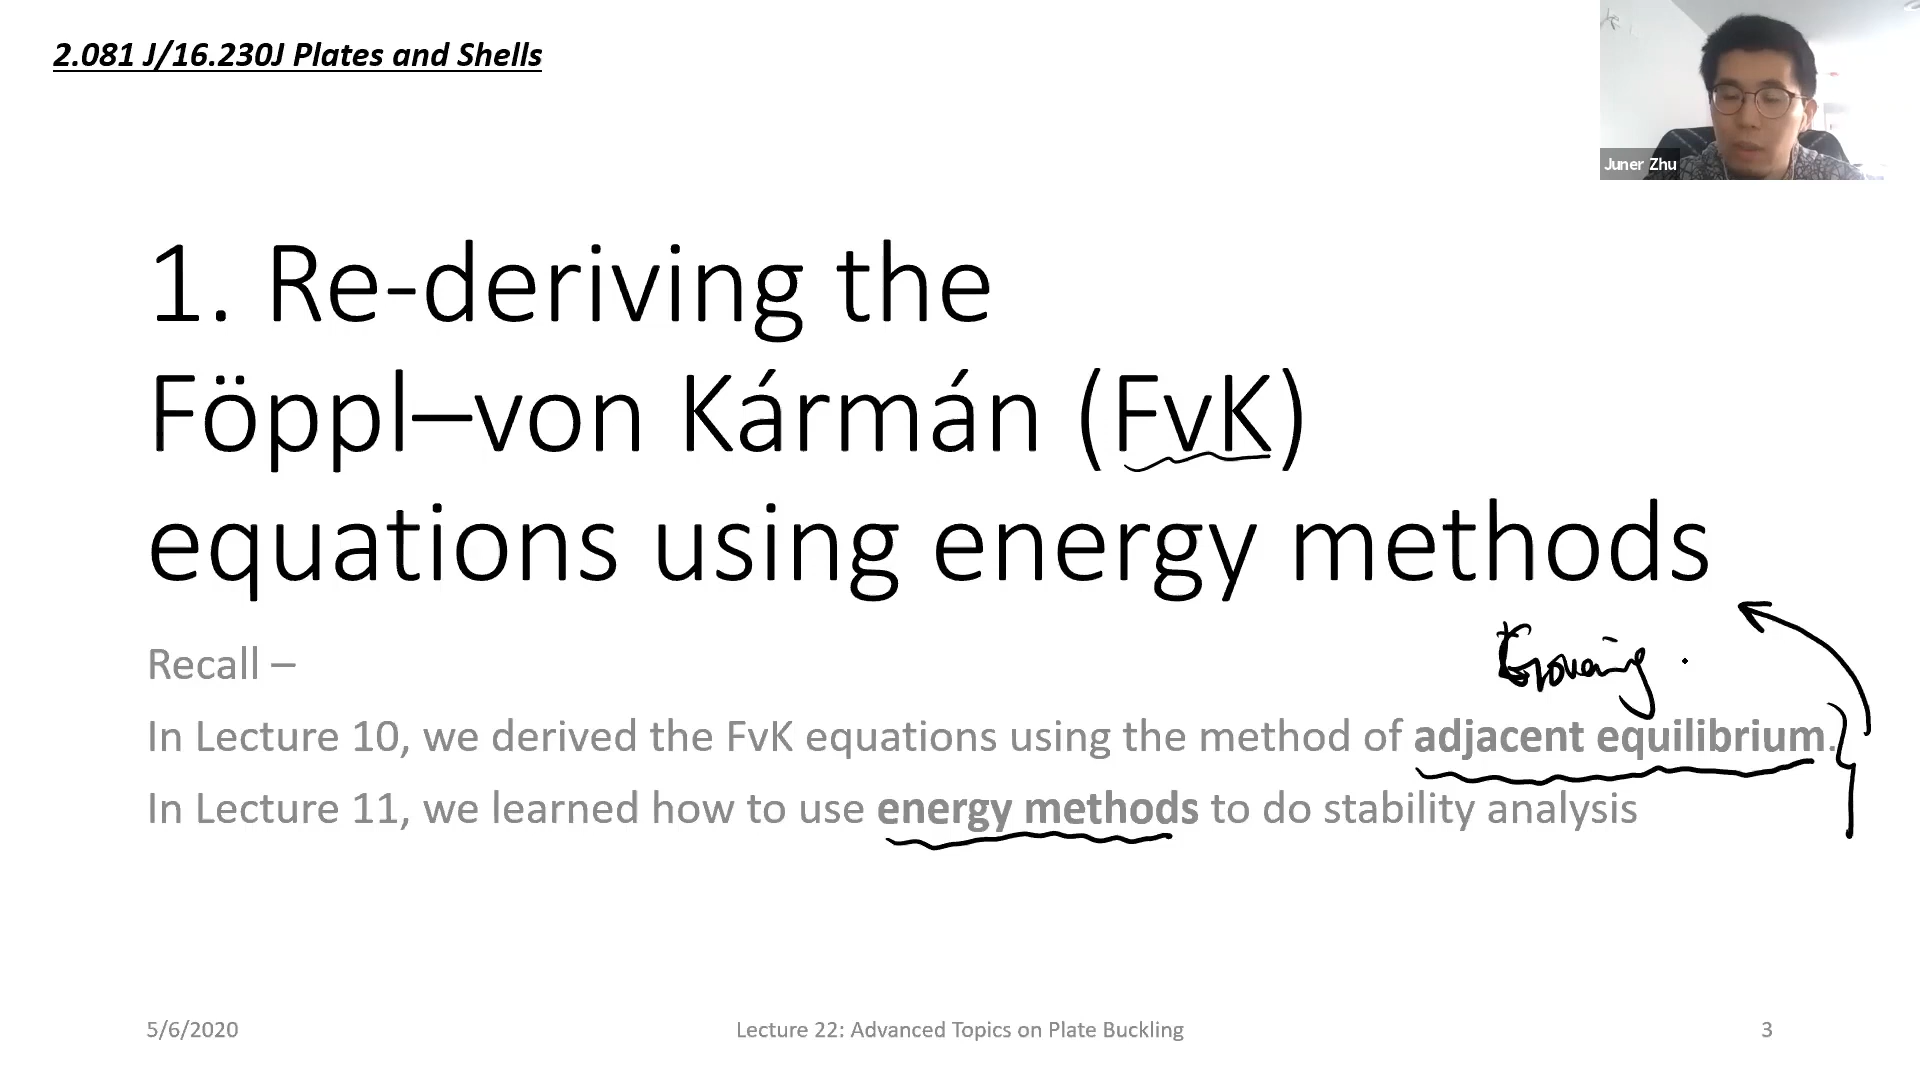 2.081 J/16.230J Plates and Shells
Juner Zhu
1. Re-deriving the
Föppl–von Kármán (FvK)
equations using energy methods
Recall –
In Lecture 10, we derived the FvK equations using the method of adjacent equilibrium.
In Lecture 11, we learned how to use energy methods to do stability analysis
5/6/2020
Lecture 22: Advanced Topics on Plate Buckling
3